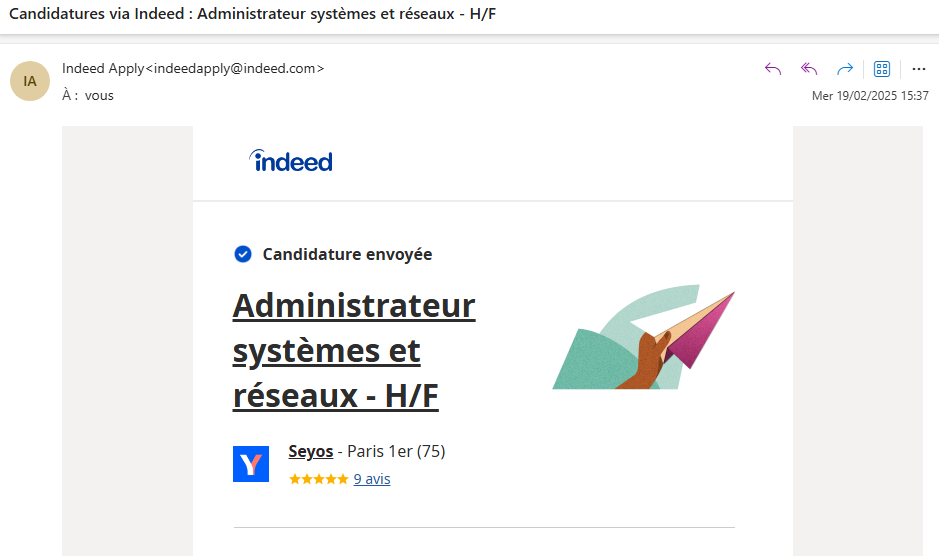 Candidatures via Indeed : Administrateur systèmes et réseaux - H/F
IA
Indeed Apply<indeedapply@indeed.com>
À : vous
Mer 19/02/2025 15:37
indeed
Candidature envoyée
Administrateur
systèmes et
réseaux - H/F
Y
Seyos - Paris 1er (75)
9 avis